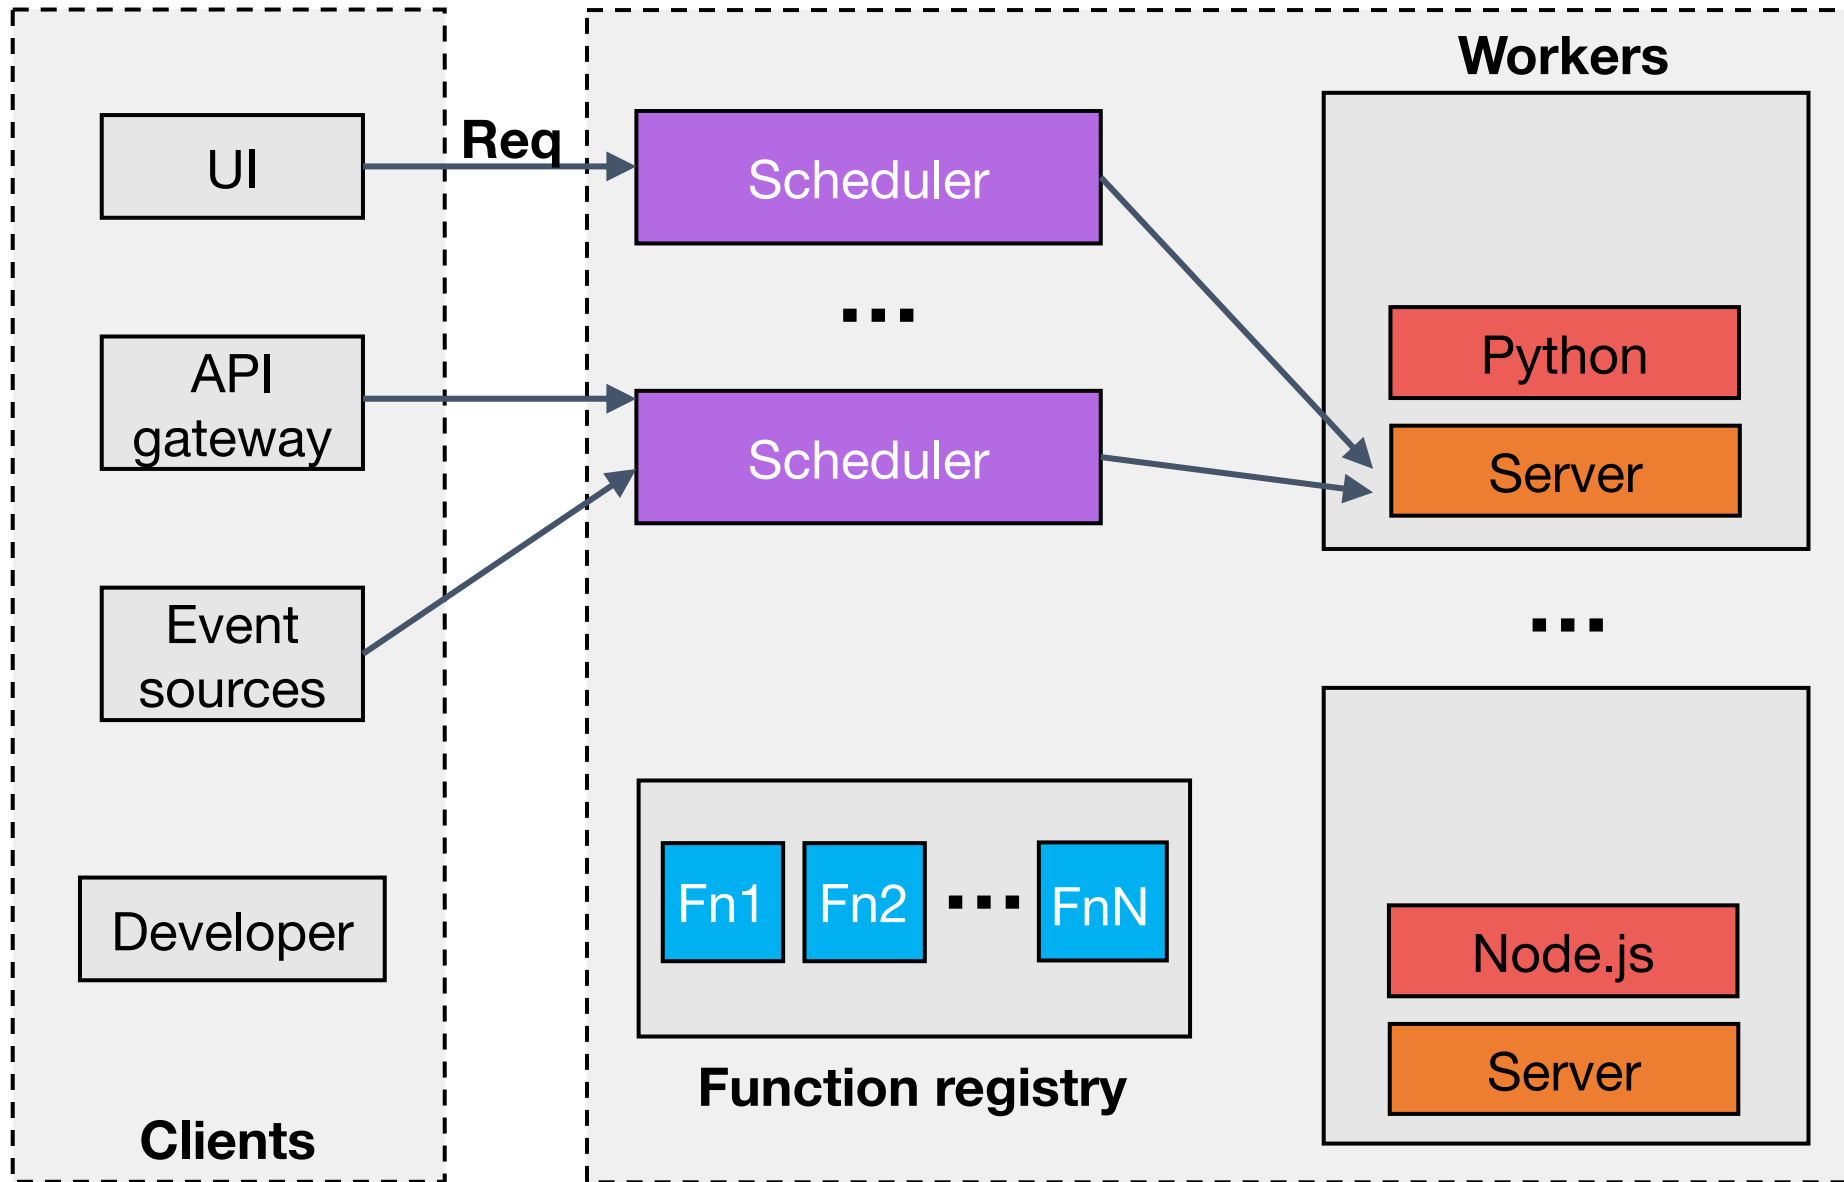 Workers
UI
Req
Scheduler
...
API
gateway
Scheduler
Python
Server
Event
sources
...
Developer
Fn1
Fn2
...
FnN
Node.js
Server
Function registry
Clients